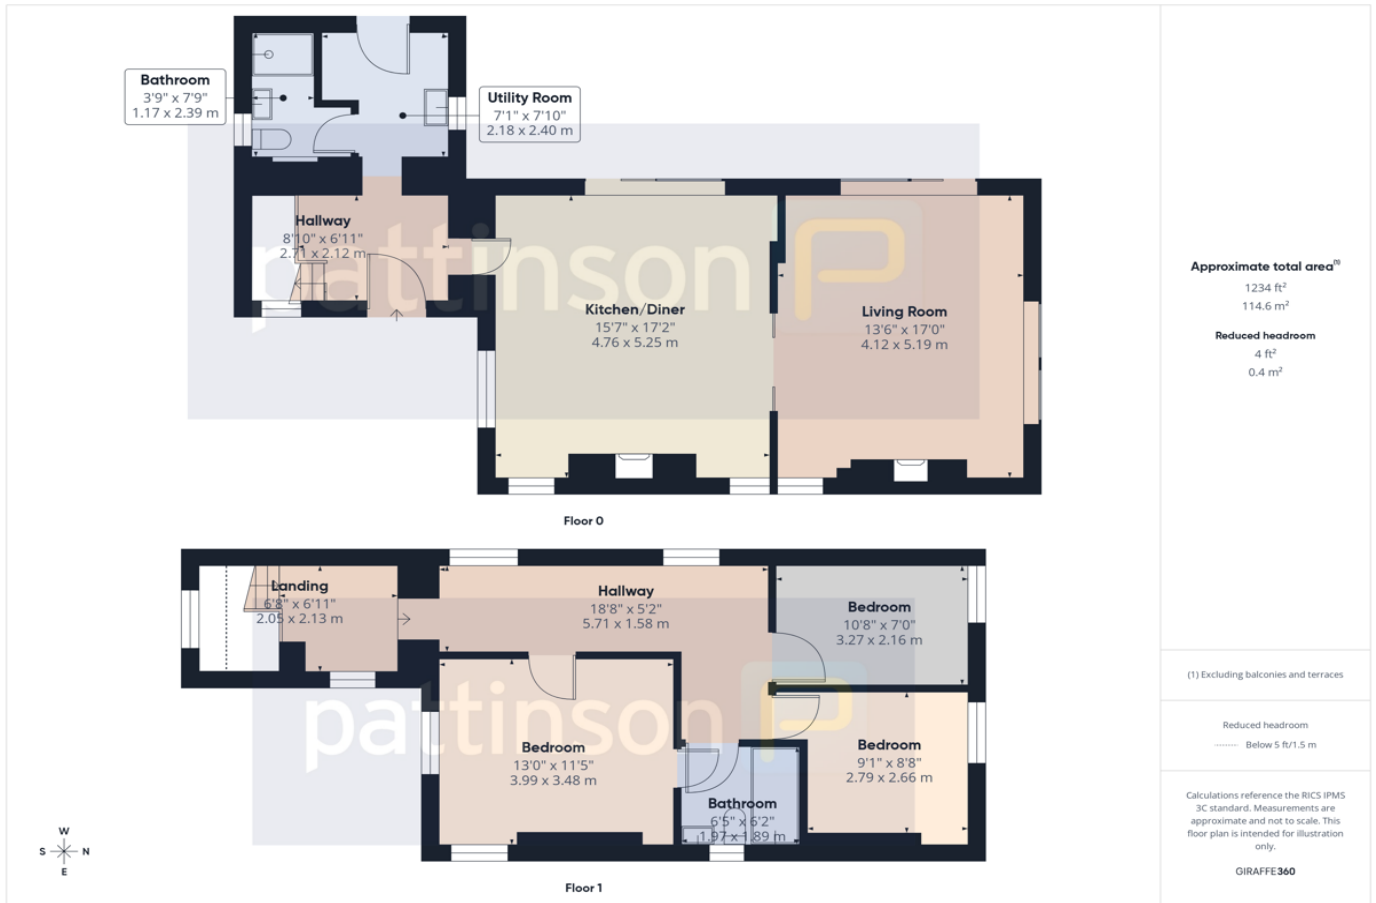 Bathroom
3'9" x 7'9"
1.17 x 2.39 m
Utility Room
7'1" x 7'10"
2.18 x 2.40 m
Hallway
8'10" x 6'11"
2.71 x 2.12 m
pattinson
Kitchen/Diner
15'7" x 17'2"
4.76 x 5.25 m
Living Room
13'6" x 17'0"
4.12 x 5.19 m
Floor 0
Landing
6'8" x 6'11"
2.05 x 2.13 m
Hallway
18'8" x 5'2"
5.71 x 1.58 m
Bedroom
10'8" x 7'0"
3.27 x 2.16 m
pattinson
Bedroom
13'0" x 11'5"
3.99 x 3.48 m
Bedroom
9'1" x 8'8"
2.79 x 2.66 m
Bathroom
6'5" x 6'2"
1.97 x 1.89 m
Floor 1
W
S N
E
Approximate total area(1)
1234 ft²
114.6 m²
Reduced headroom
4 ft²
0.4 m²
(1) Excluding balconies and terraces
Reduced headroom
Below 5 ft/1.5 m
Calculations reference the RICS IPMS
3C standard. Measurements are
approximate and not to scale. This
floor plan is intended for illustration
only.
GIRAFFE360